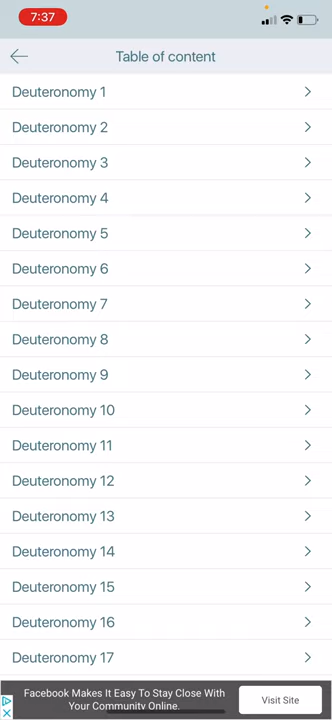 7:37
Table of content
Deuteronomy 1
Deuteronomy 2
Deuteronomy 3
Deuteronomy 4
Deuteronomy 5
Deuteronomy 6
Deuteronomy 7
Deuteronomy 8
Deuteronomy 9
Deuteronomy 10
Deuteronomy 11
Deuteronomy 12
Deuteronomy 13
Deuteronomy 14
Deuteronomy 15
Deuteronomy 16
Deuteronomy 17
Facebook Makes It Easy To Stay Close With
Your Community Online.
Visit Site